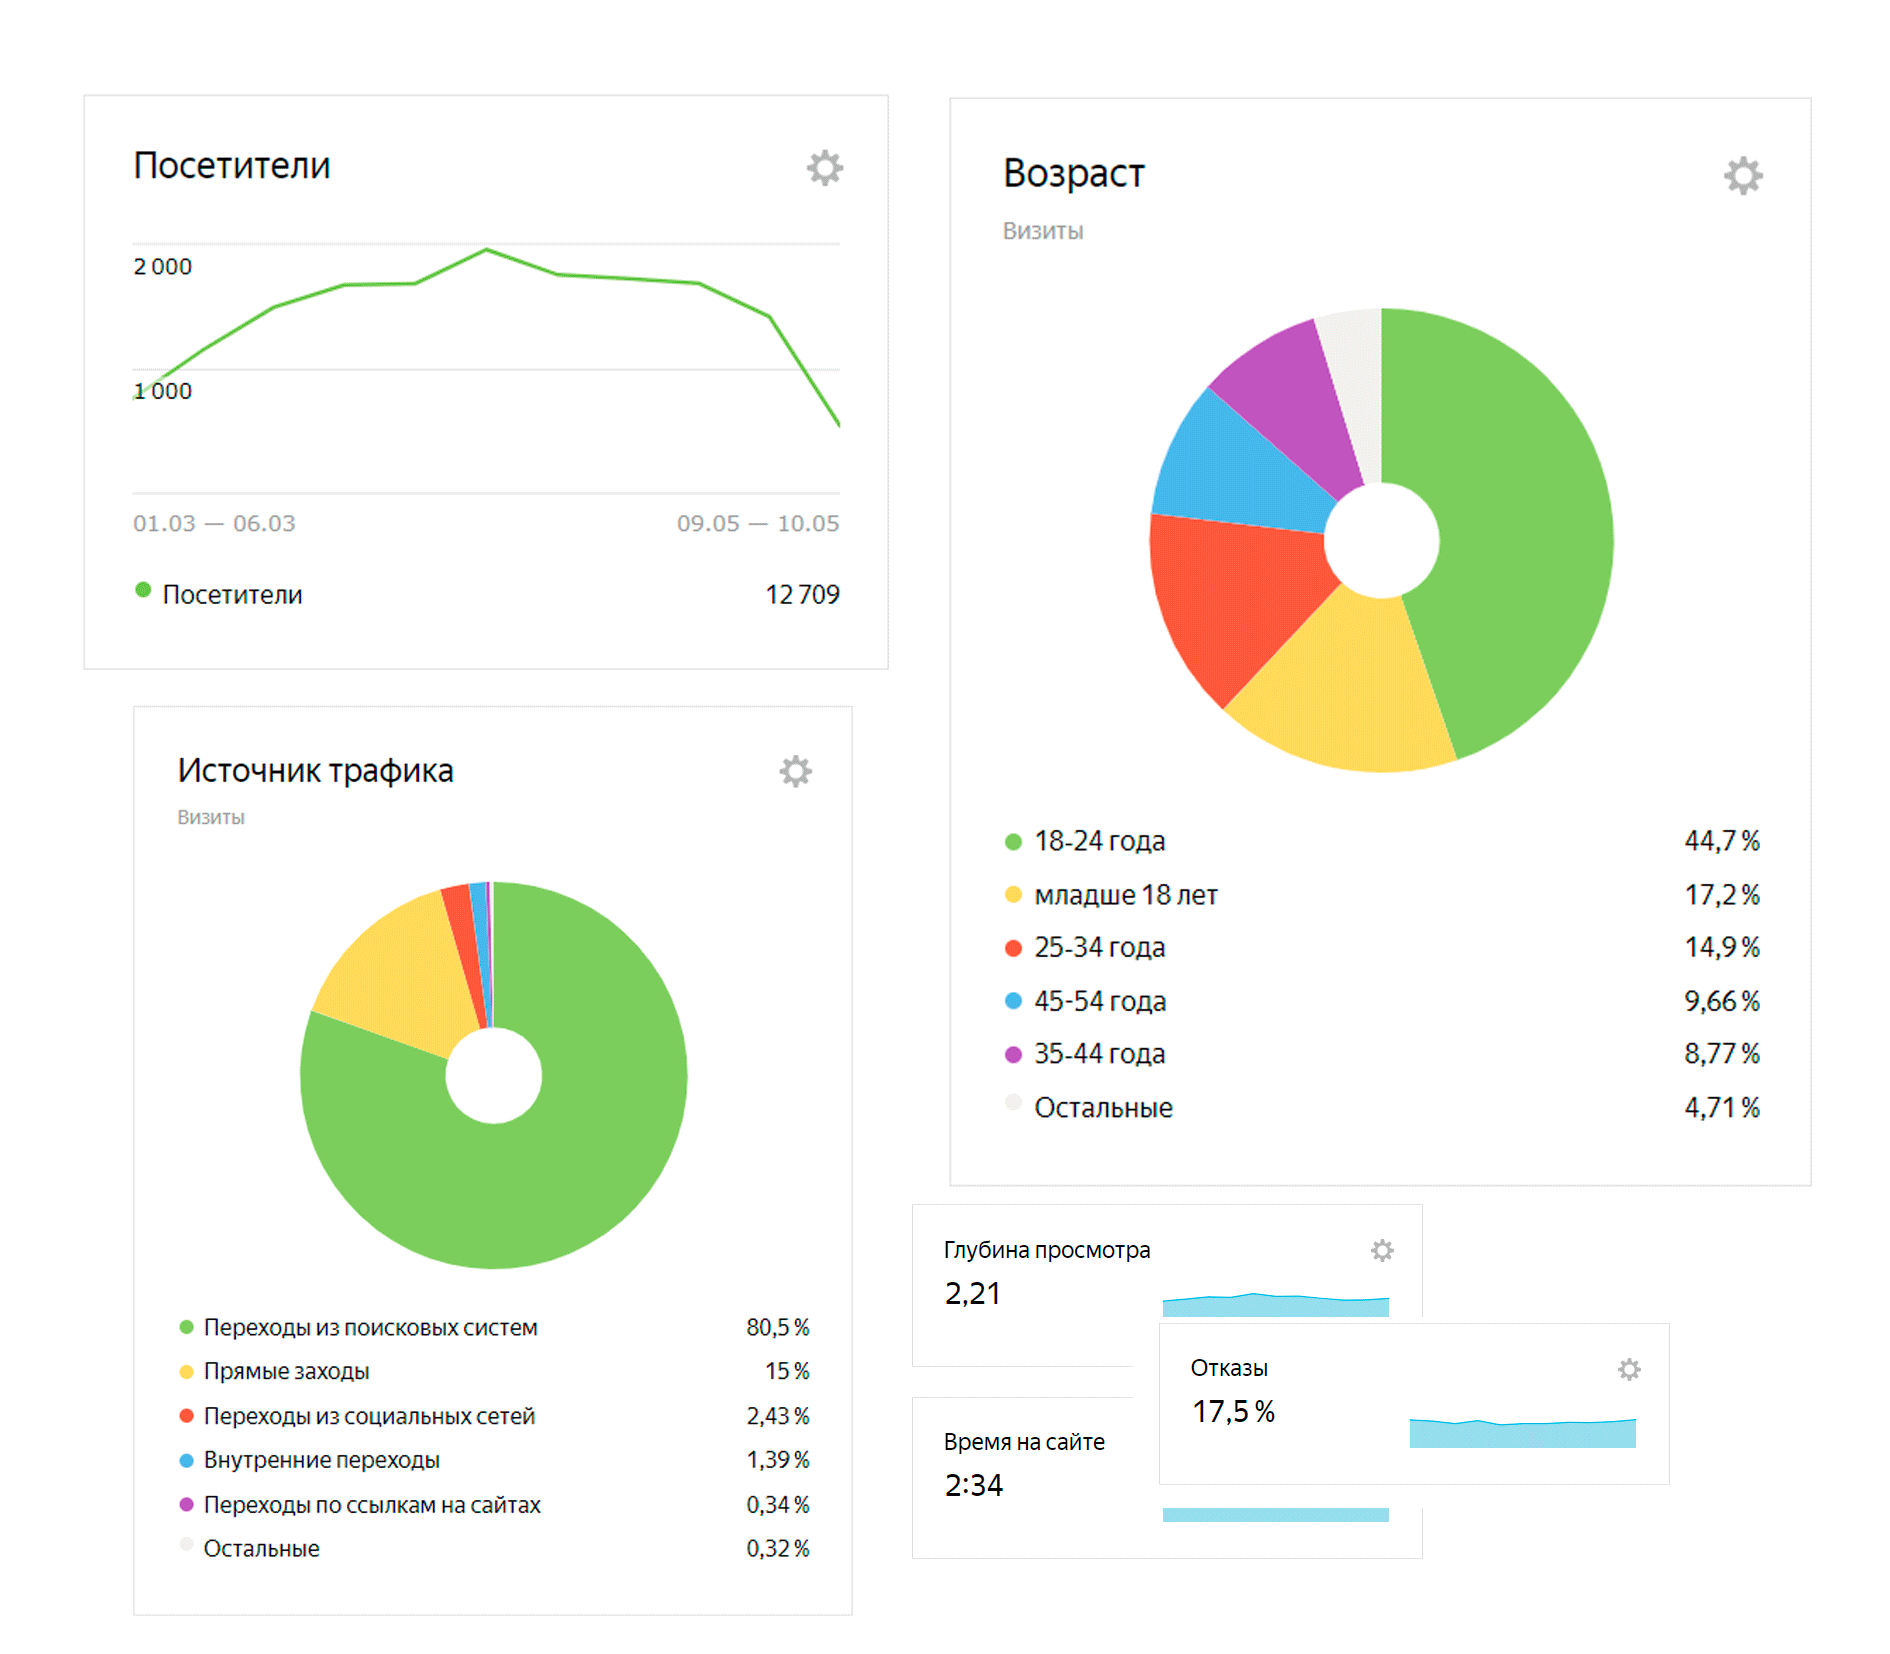 Посетители
2 000
1 000
01.03 — 06.03
09.05 — 10.05
Посетители 12 709
Источник трафика
Визиты
Переходы из поисковых систем 80,5 %
Прямые заходы 15 %
Переходы из социальных сетей 2,43 %
Внутренние переходы 1,39 %
Переходы по ссылкам на сайтах 0,34 %
Остальные 0,32 %
Возраст
Визиты
18-24 года 44,7 %
младше 18 лет 17,2 %
25-34 года 14,9 %
45-54 года 9,66 %
35-44 года 8,77 %
Остальные 4,71 %
Глубина просмотра
2,21
Отказы
17,5 %
Время на сайте
2:34